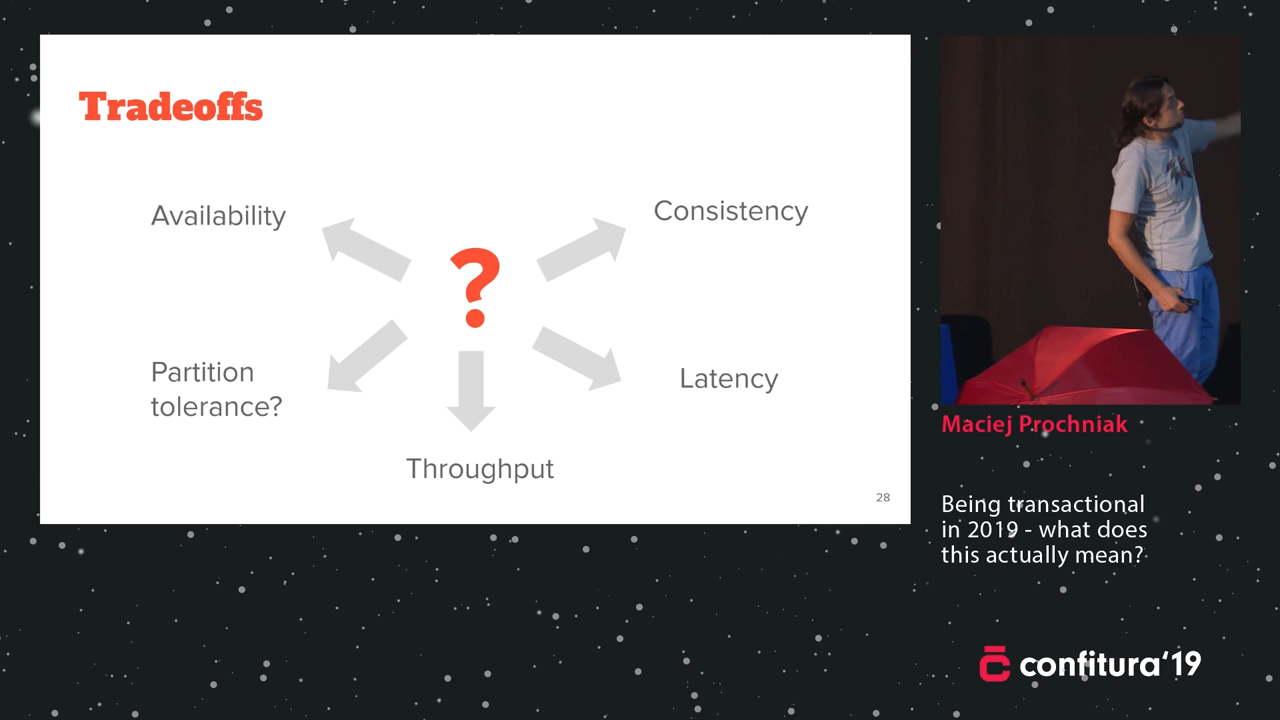 Tradeoffs
Availability
Consistency
?
Partition
tolerance?
Latency
Throughput
28
Maciej Prochniak
Being transactional
in 2019 - what does
this actually mean?
confitura'19